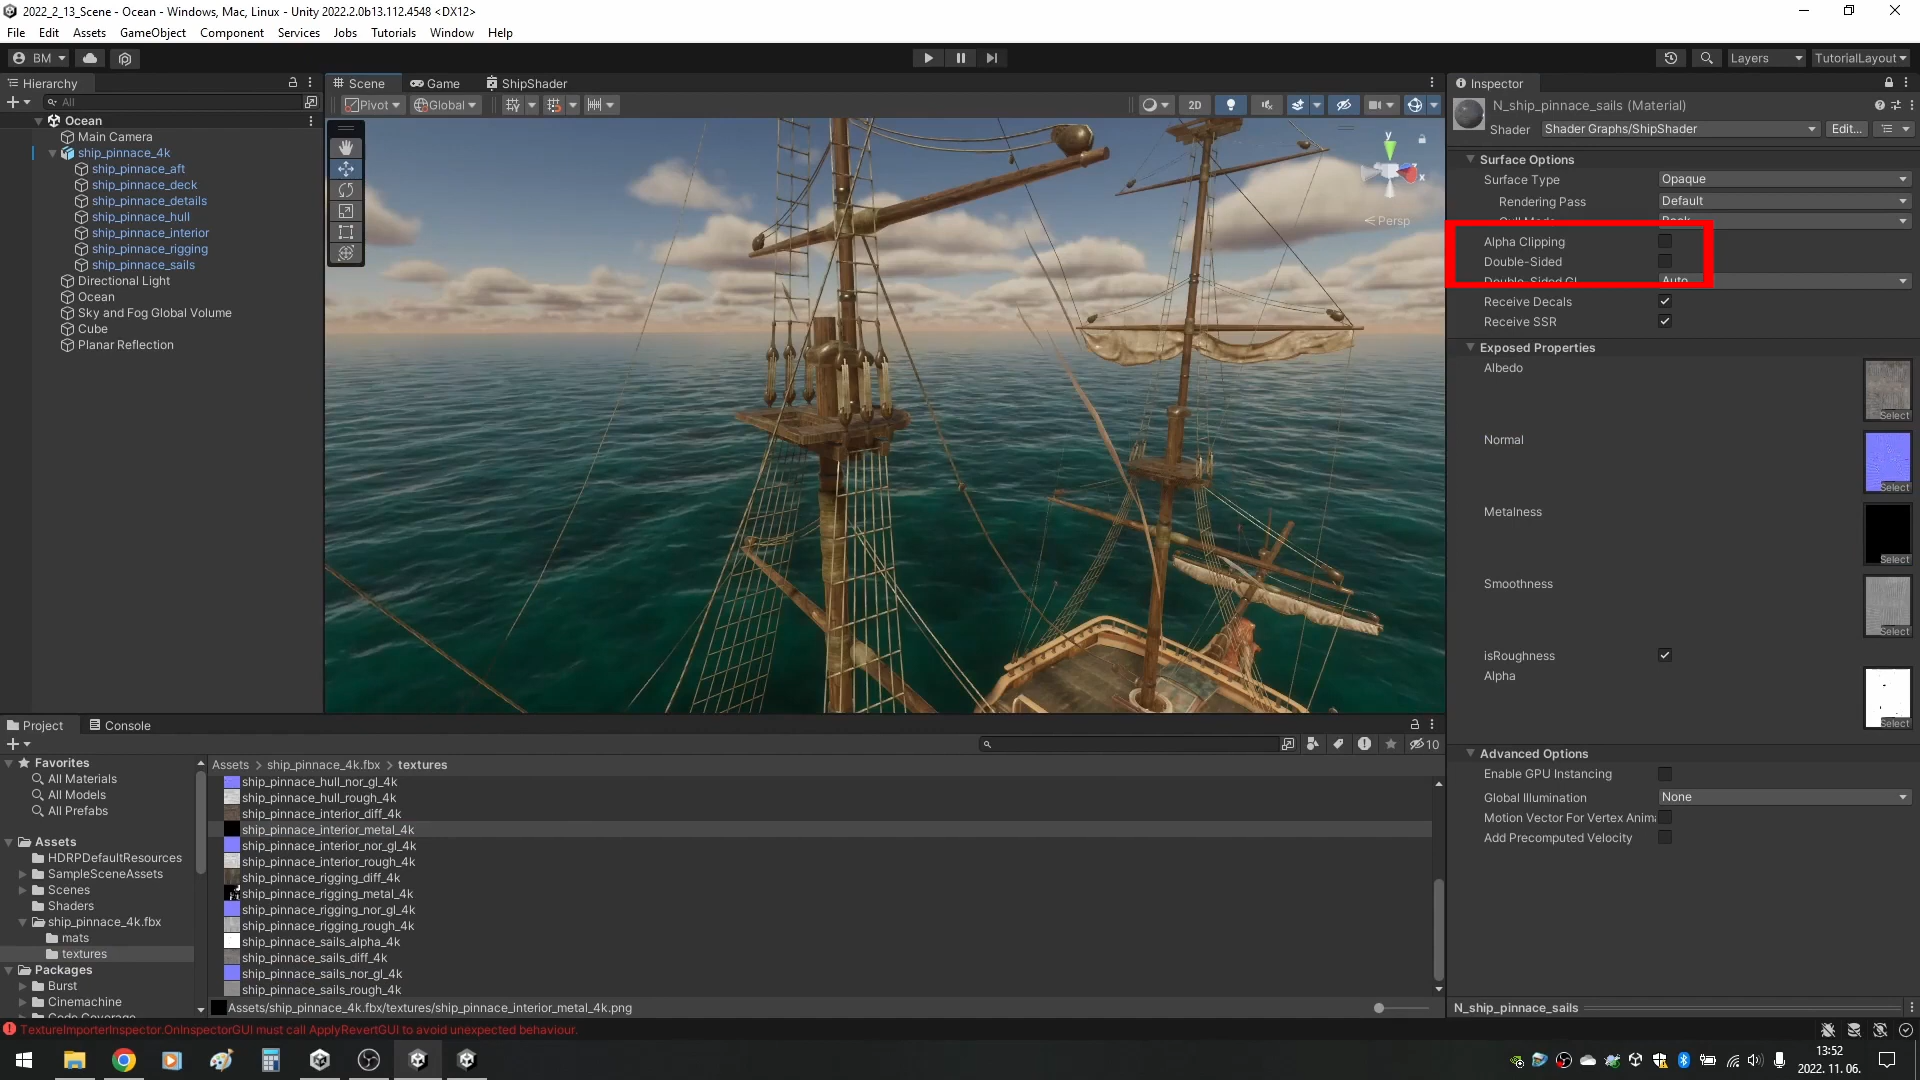 2022_2_13_Scene - Ocean - Windows, Mac, Linux - Unity 2022.2.0b13.112.4548 <DX12>
File Edit Assets GameObject Component Services Jobs Tutorials Window Help
BM
Layers
TutorialLayout
Hierarchy
All
Ocean
Main Camera
ship_pinnace_4k
ship_pinnace_aft
ship_pinnace_deck
ship_pinnace_details
ship_pinnace_hull
ship_pinnace_interior
ship_pinnace_rigging
ship_pinnace_sails
Directional Light
Ocean
Sky and Fog Global Volume
Cube
Planar Reflection
Scene Game ShipShader
Pivot Global
2D
y
x
Persp
Inspector
N_ship_pinnace_sails (Material)
Shader Shader Graphs/ShipShader Edit...
Surface Options
Surface Type Opaque
Rendering Pass Default
Cull Mode Back
Alpha Clipping
Double-Sided
Double-Sided GI Auto
Receive Decals
Receive SSR
Exposed Properties
Albedo
Select
Normal
Select
Metalness
Select
Smoothness
Select
isRoughness
Alpha
Select
Advanced Options
Enable GPU Instancing
Global Illumination None
Motion Vector For Vertex Anima
Add Precomputed Velocity
N_ship_pinnace_sails
Project Console
10
Favorites
All Materials
All Models
All Prefabs
Assets
HDRPDefaultResources
SampleSceneAssets
Scenes
Shaders
ship_pinnace_4k.fbx
mats
textures
Packages
Burst
Cinemachine
Code Coverage
Assets > ship_pinnace_4k.fbx > textures
ship_pinnace_hull_nor_gl_4k
ship_pinnace_hull_rough_4k
ship_pinnace_interior_diff_4k
ship_pinnace_interior_metal_4k
ship_pinnace_interior_nor_gl_4k
ship_pinnace_interior_rough_4k
ship_pinnace_rigging_diff_4k
ship_pinnace_rigging_metal_4k
ship_pinnace_rigging_nor_gl_4k
ship_pinnace_rigging_rough_4k
ship_pinnace_sails_alpha_4k
ship_pinnace_sails_diff_4k
ship_pinnace_sails_nor_gl_4k
ship_pinnace_sails_rough_4k
Assets/ship_pinnace_4k.fbx/textures/ship_pinnace_interior_metal_4k.png
TextureImporterInspector.OnInspectorGUI must call ApplyRevertGUI to avoid unexpected behaviour.
13:52
2022. 11. 06.